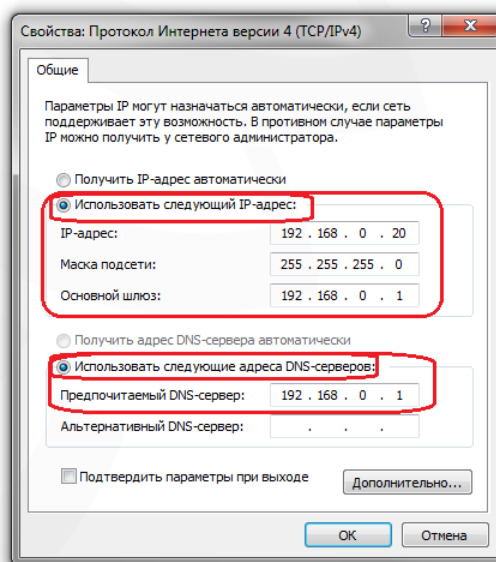 Свойства: Протокол Интернета версии 4 (TCP/IPv4)
Общие
Параметры IP могут назначаться автоматически, если сеть
поддерживает эту возможность. В противном случае параметры
IP можно получить у сетевого администратора.
Получить IP-адрес автоматически
Использовать следующий IP-адрес:
IP-адрес: 192 . 168 . 0 . 20
Маска подсети: 255 . 255 . 255 . 0
Основной шлюз: 192 . 168 . 0 . 1
Получить адрес DNS-сервера автоматически
Использовать следующие адреса DNS-серверов:
Предпочитаемый DNS-сервер: 192 . 168 . 0 . 1
Альтернативный DNS-сервер: . . .
Подтвердить параметры при выходе
Дополнительно...
OK Отмена